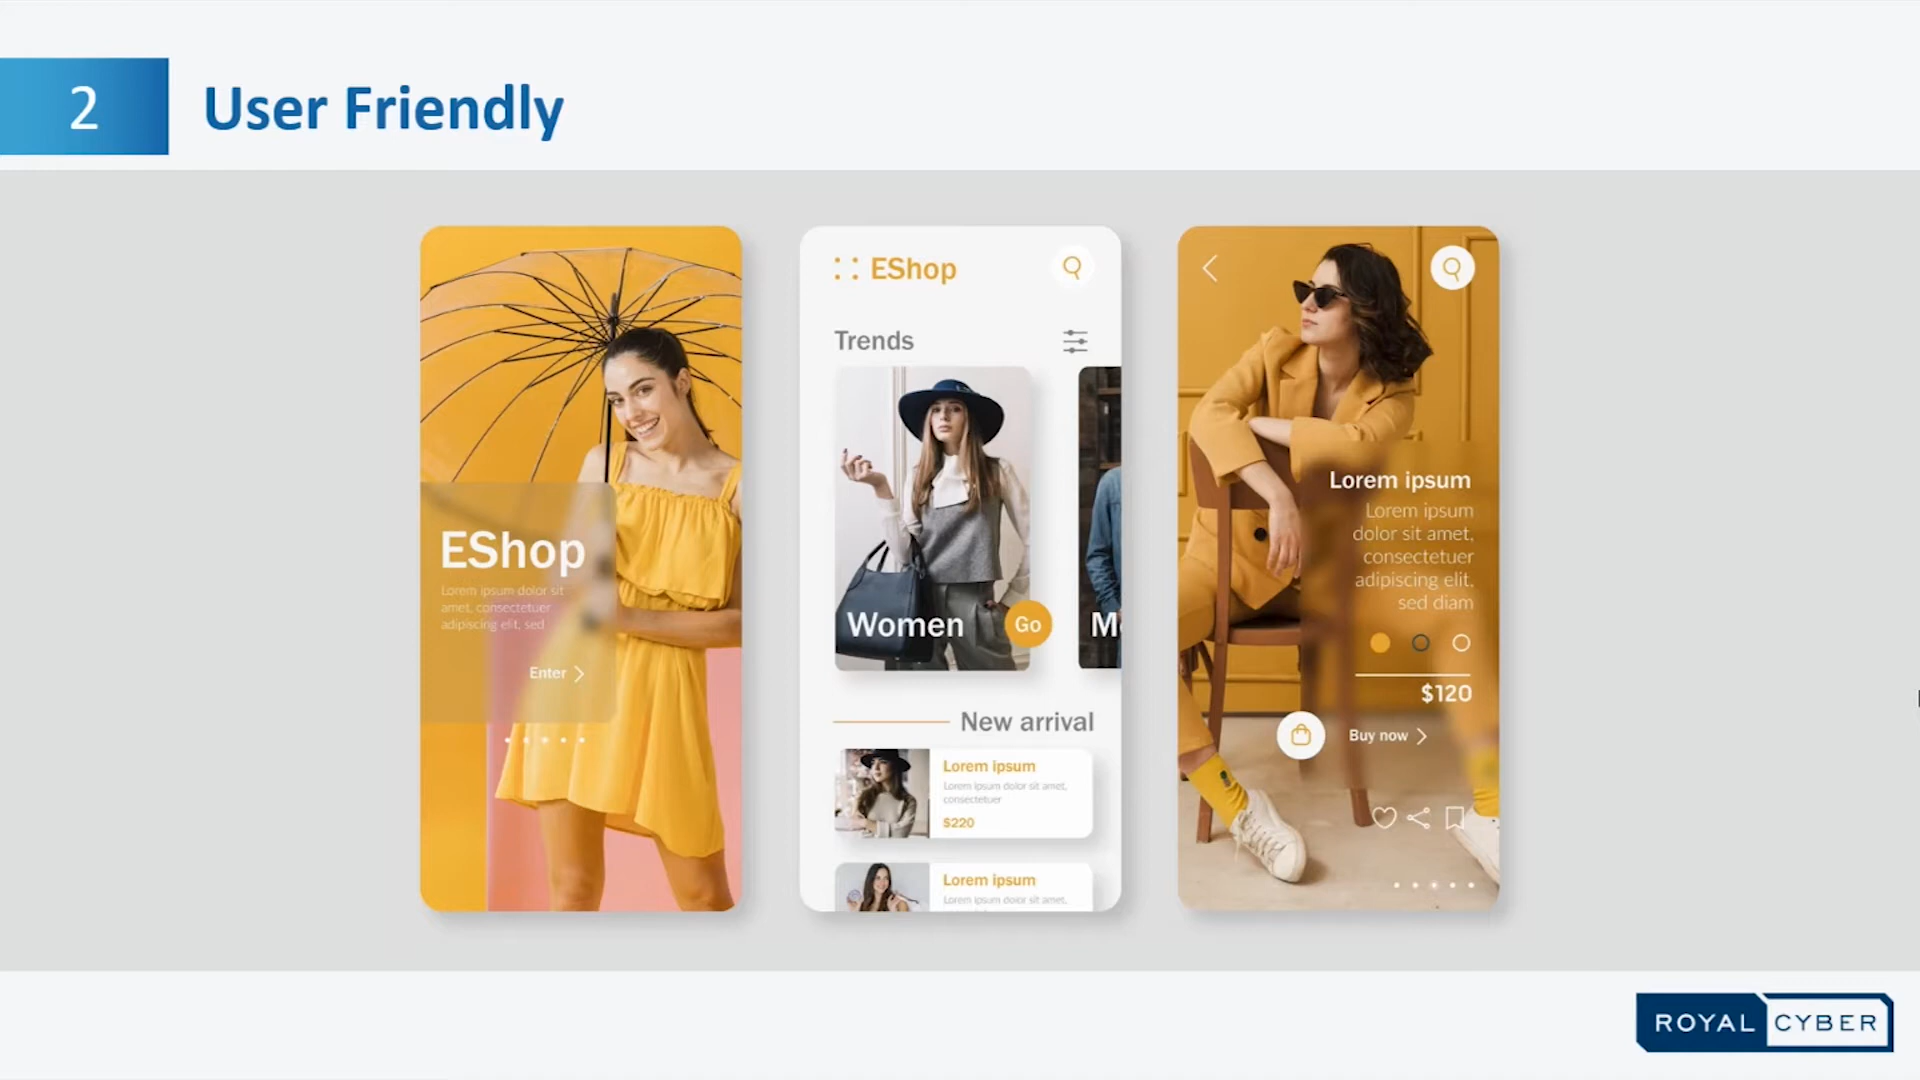 2
User Friendly
EShop
Lorem ipsum dolor sit
amet, consectetuer
adipiscing elit, sed
Enter
EShop
Trends
Women
Go
M
New arrival
Lorem ipsum
Lorem ipsum dolor sit amet,
consectetuer
$220
Lorem ipsum
Lorem ipsum dolor sit amet,
Lorem ipsum
Lorem ipsum
dolor sit amet,
consectetuer
adipiscing elit,
sed diam
$120
Buy now
ROYAL CYBER